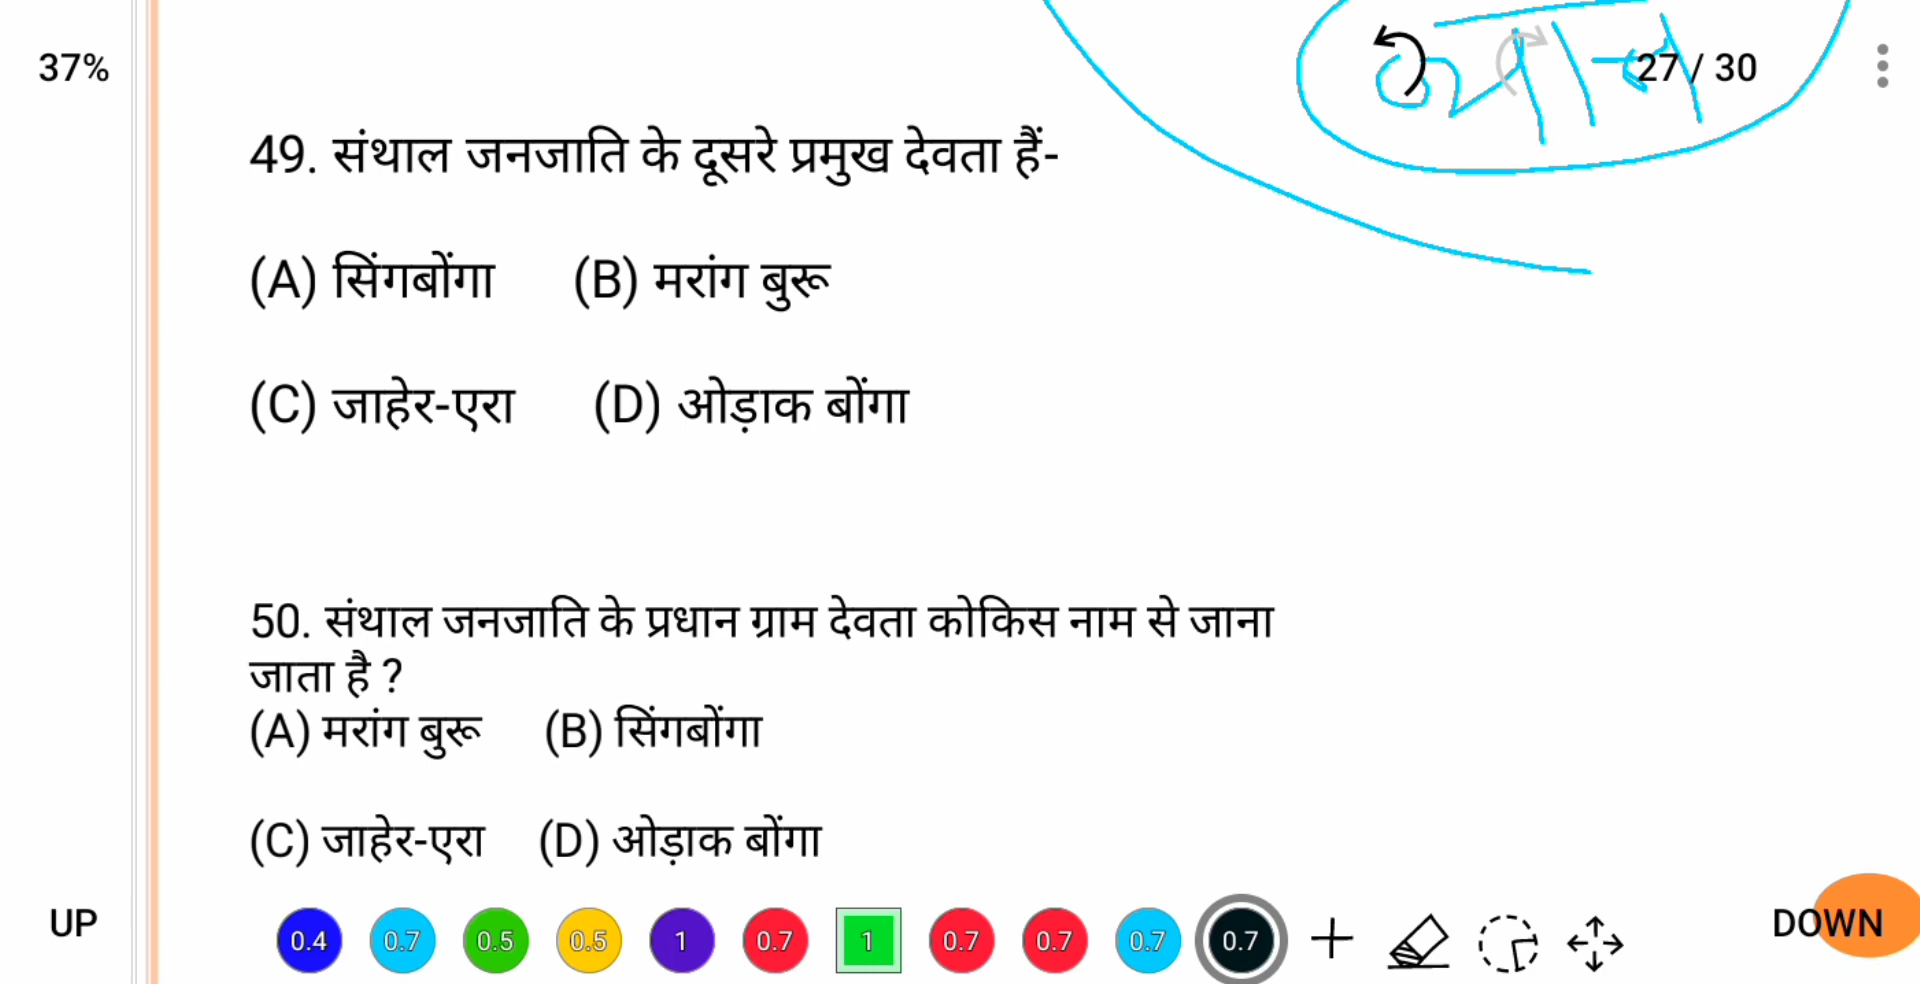 37%
27 / 30
49. संथाल जनजाति के दूसरे प्रमुख देवता हैं-
(A) सिंगबोंगा (B) मरांग बुरू
(C) जाहेर-एरा (D) ओड़ाक बोंगा
50. संथाल जनजाति के प्रधान ग्राम देवता कोकिस नाम से जाना
जाता है ?
(A) मरांग बुरू (B) सिंगबोंगा
(C) जाहेर-एरा (D) ओड़ाक बोंगा
UP
0.4 0.7 0.5 0.5 1 0.7 1 0.7 0.7 0.7 0.7
DOWN